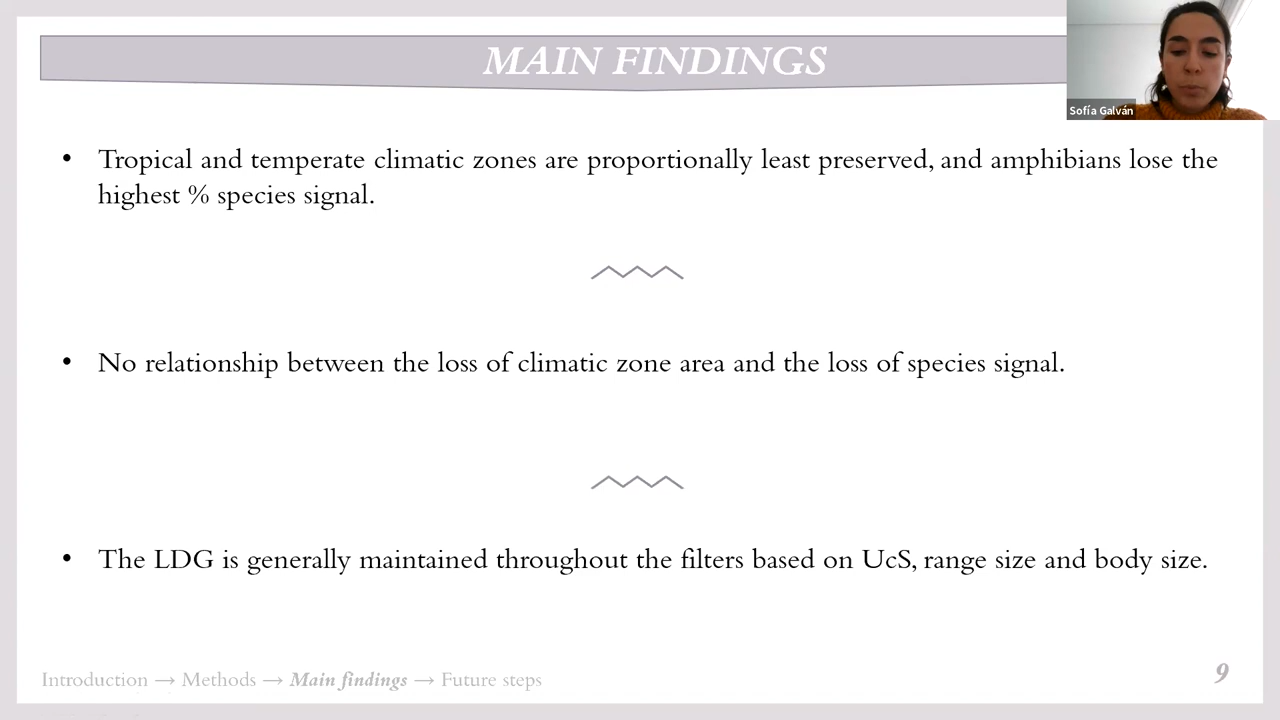 MAIN FINDINGS
Sofía Galván
• Tropical and temperate climatic zones are proportionally least preserved, and amphibians lose the
highest % species signal.
• No relationship between the loss of climatic zone area and the loss of species signal.
• The LDG is generally maintained throughout the filters based on UcS, range size and body size.
Introduction → Methods → Main findings → Future steps
9